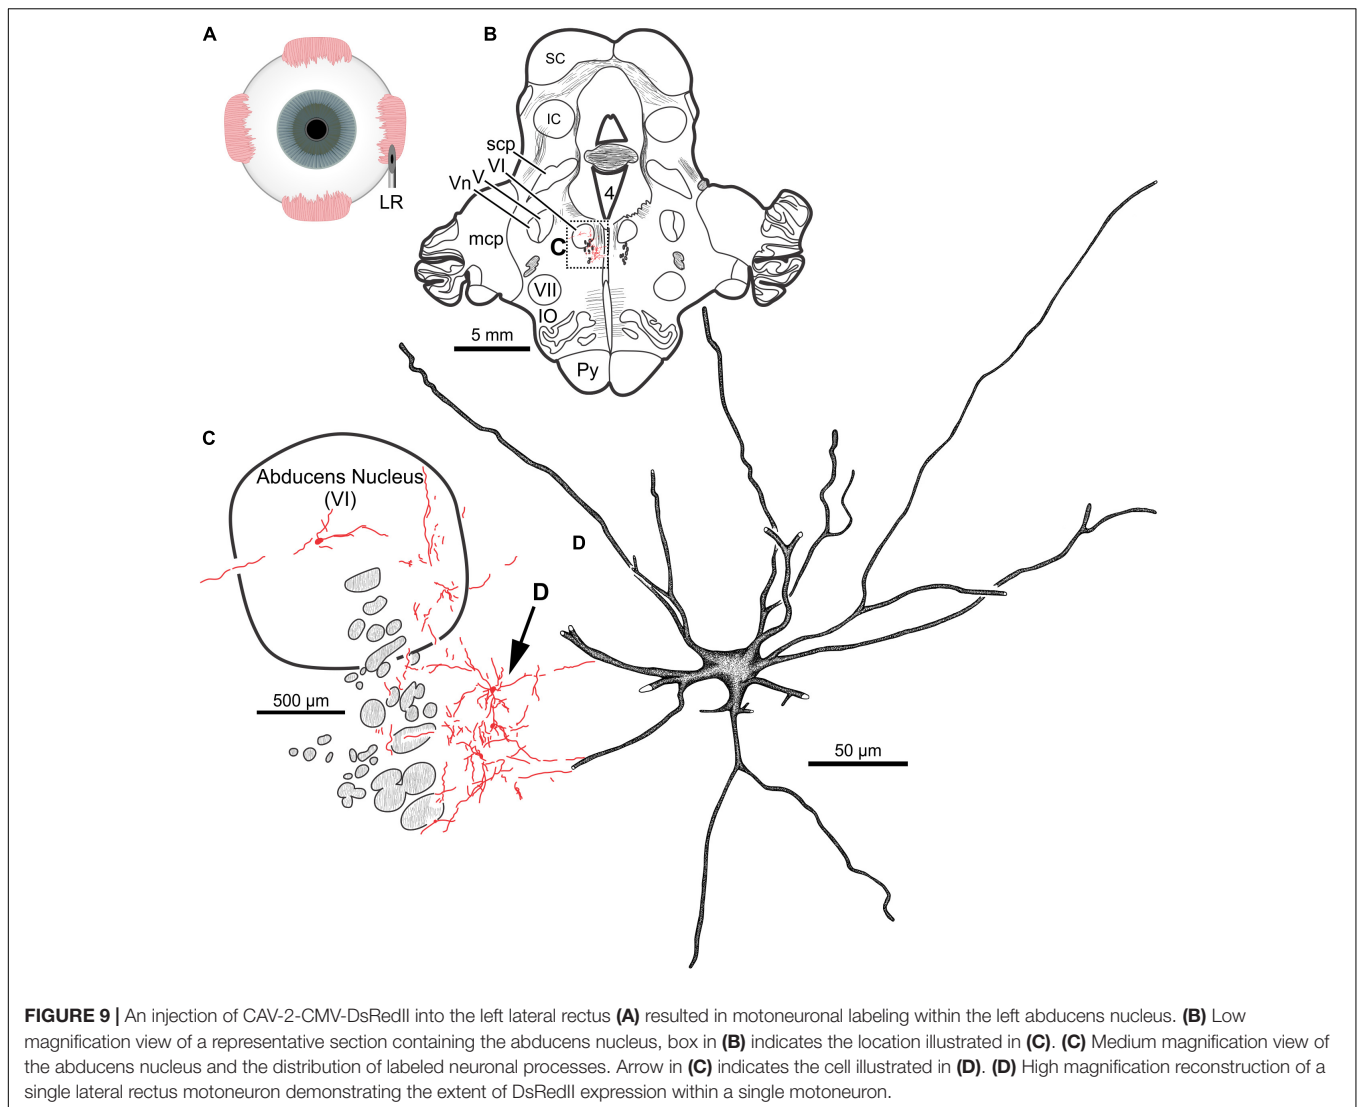 A
LR
B
SC
IC
scp
VI
V
Vn
4
mcp
C
VII
IO
5 mm
Py
C
Abducens Nucleus
(VI)
D
D
500 µm
50 µm
FIGURE 9 | An injection of CAV-2-CMV-DsRedII into the left lateral rectus (A) resulted in motoneuronal labeling within the left abducens nucleus. (B) Low
magnification view of a representative section containing the abducens nucleus, box in (B) indicates the location illustrated in (C). (C) Medium magnification view of
the abducens nucleus and the distribution of labeled neuronal processes. Arrow in (C) indicates the cell illustrated in (D). (D) High magnification reconstruction of a
single lateral rectus motoneuron demonstrating the extent of DsRedII expression within a single motoneuron.